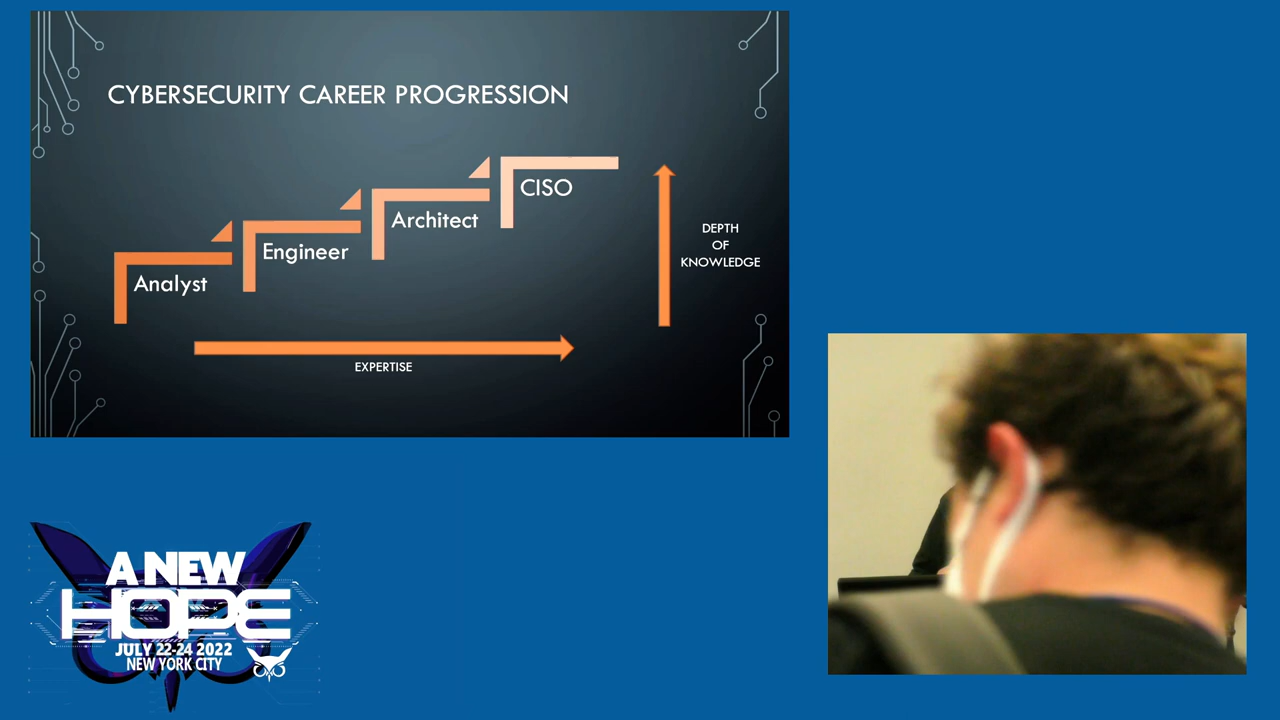 CYBERSECURITY CAREER PROGRESSION
CISO
Architect
Engineer
Analyst
DEPTH
OF
KNOWLEDGE
EXPERTISE
A NEW
HOPE
JULY 22-24 2022
NEW YORK CITY